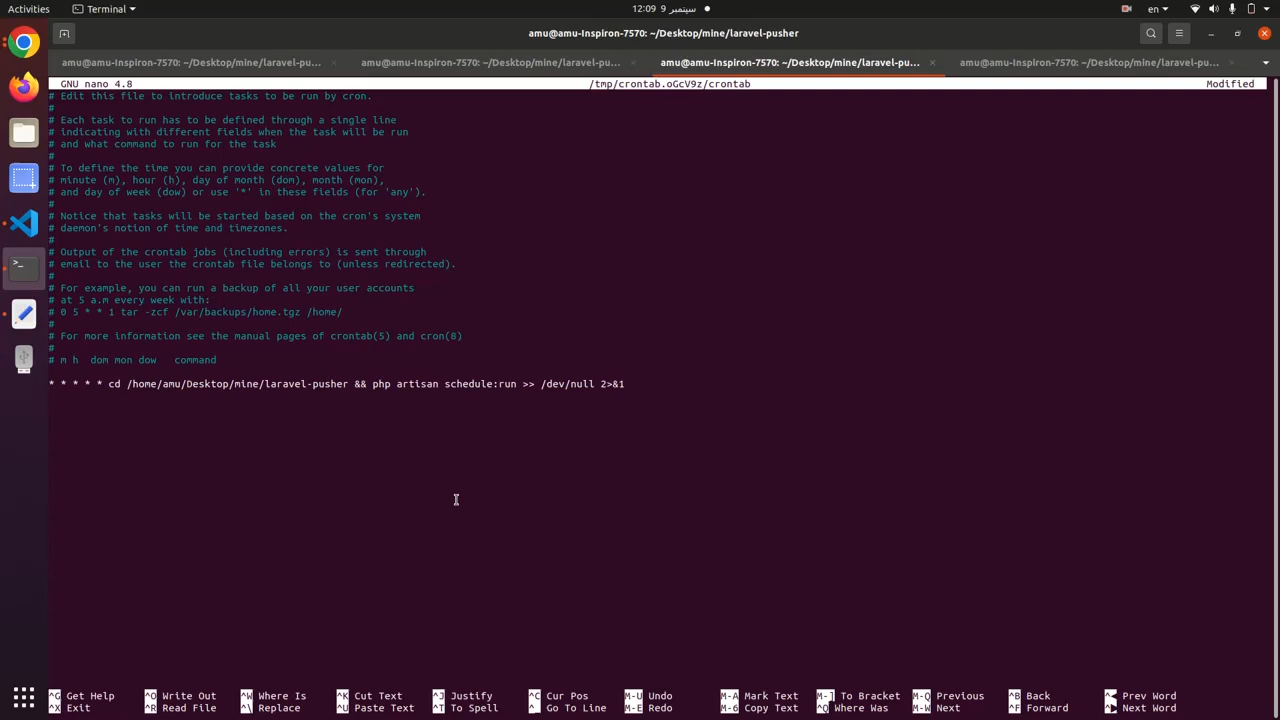 Activities
Terminal
12:09 9 سپتمبر
en
amu@amu-Inspiron-7570: ~/Desktop/mine/laravel-pusher
amu@amu-Inspiron-7570: ~/Desktop/mine/laravel-pu...
amu@amu-Inspiron-7570: ~/Desktop/mine/laravel-pu...
amu@amu-Inspiron-7570: ~/Desktop/mine/laravel-pu...
amu@amu-Inspiron-7570: ~/Desktop/mine/laravel-pu...
GNU nano 4.8 /tmp/crontab.oGcV9z/crontab Modified
# Edit this file to introduce tasks to be run by cron.
#
# Each task to run has to be defined through a single line
# indicating with different fields when the task will be run
# and what command to run for the task
#
# To define the time you can provide concrete values for
# minute (m), hour (h), day of month (dom), month (mon),
# and day of week (dow) or use '*' in these fields (for 'any').
#
# Notice that tasks will be started based on the cron's system
# daemon's notion of time and timezones.
#
# Output of the crontab jobs (including errors) is sent through
# email to the user the crontab file belongs to (unless redirected).
#
# For example, you can run a backup of all your user accounts
# at 5 a.m every week with:
# 0 5 * * 1 tar -zcf /var/backups/home.tgz /home/
#
# For more information see the manual pages of crontab(5) and cron(8)
#
# m h  dom mon dow   command
* * * * * cd /home/amu/Desktop/mine/laravel-pusher && php artisan schedule:run >> /dev/null 2>&1
^G Get Help ^O Write Out ^W Where Is ^K Cut Text ^J Justify ^C Cur Pos M-U Undo M-A Mark Text M-] To Bracket M-Q Previous ^B Back ^◀ Prev Word
^X Exit ^R Read File ^\ Replace ^U Paste Text ^T To Spell ^_ Go To Line M-E Redo M-6 Copy Text ^Q Where Was M-W Next ^F Forward ^▶ Next Word